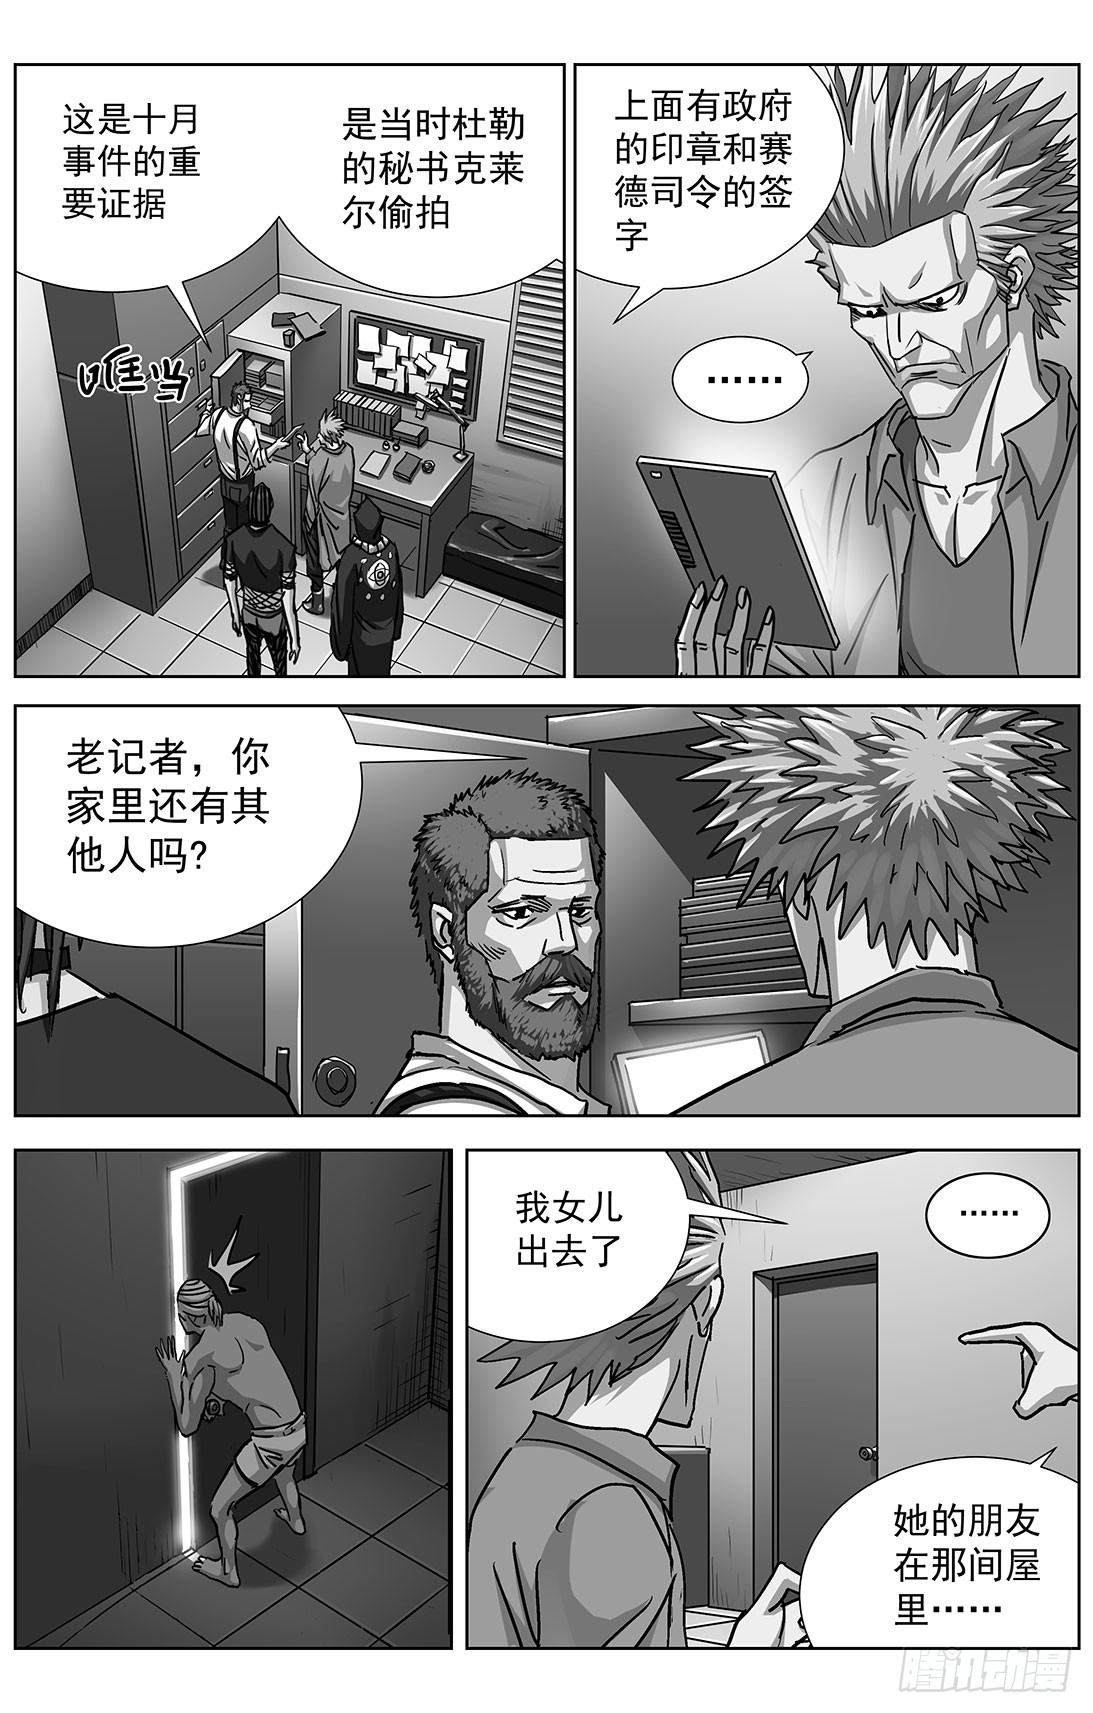 这是十月
事件的重
要证据
是当时杜勒
的秘书克莱
尔偷拍
哐当
上面有政府
的印章和赛
德司令的签
字
……
老记者，你
家里还有其
他人吗?
我女儿
出去了
……
她的朋友
在那间屋
里……
腾讯动漫